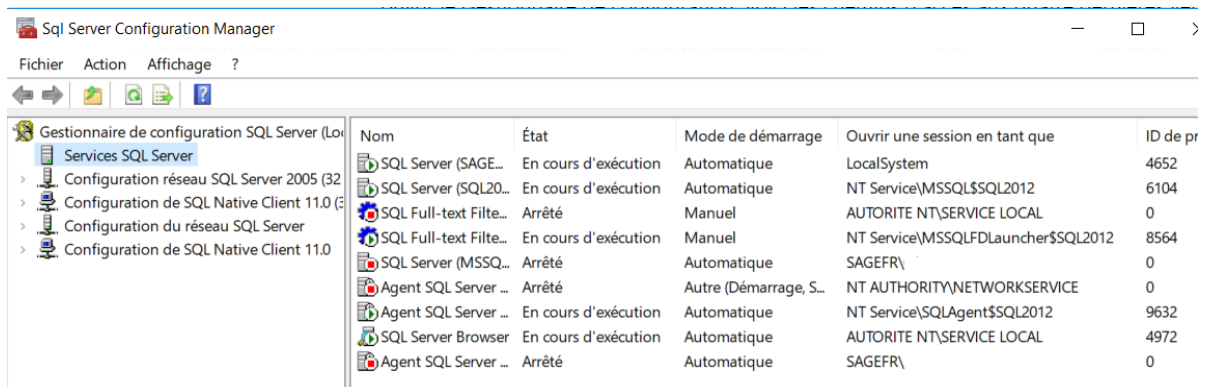 Sql Server Configuration Manager
Fichier Action Affichage ?
Gestionnaire de configuration SQL Server (Loc
Services SQL Server
Configuration réseau SQL Server 2005 (32
Configuration de SQL Native Client 11.0 (3
Configuration du réseau SQL Server
Configuration de SQL Native Client 11.0
Nom État Mode de démarrage Ouvrir une session en tant que ID de pr
SQL Server (SAGE... En cours d'exécution Automatique LocalSystem 4652
SQL Server (SQL20... En cours d'exécution Automatique NT Service\MSSQL$SQL2012 6104
SQL Full-text Filte... Arrêté Manuel AUTORITE NT\SERVICE LOCAL 0
SQL Full-text Filte... En cours d'exécution Manuel NT Service\MSSQLFDLauncher$SQL2012 8564
SQL Server (MSSQ... Arrêté Automatique SAGEFR\ 0
Agent SQL Server ... Arrêté Autre (Démarrage, S... NT AUTHORITY\NETWORKSERVICE 0
Agent SQL Server ... En cours d'exécution Automatique NT Service\SQLAgent$SQL2012 9632
SQL Server Browser En cours d'exécution Automatique AUTORITE NT\SERVICE LOCAL 4972
Agent SQL Server ... Arrêté Automatique SAGEFR\ 0